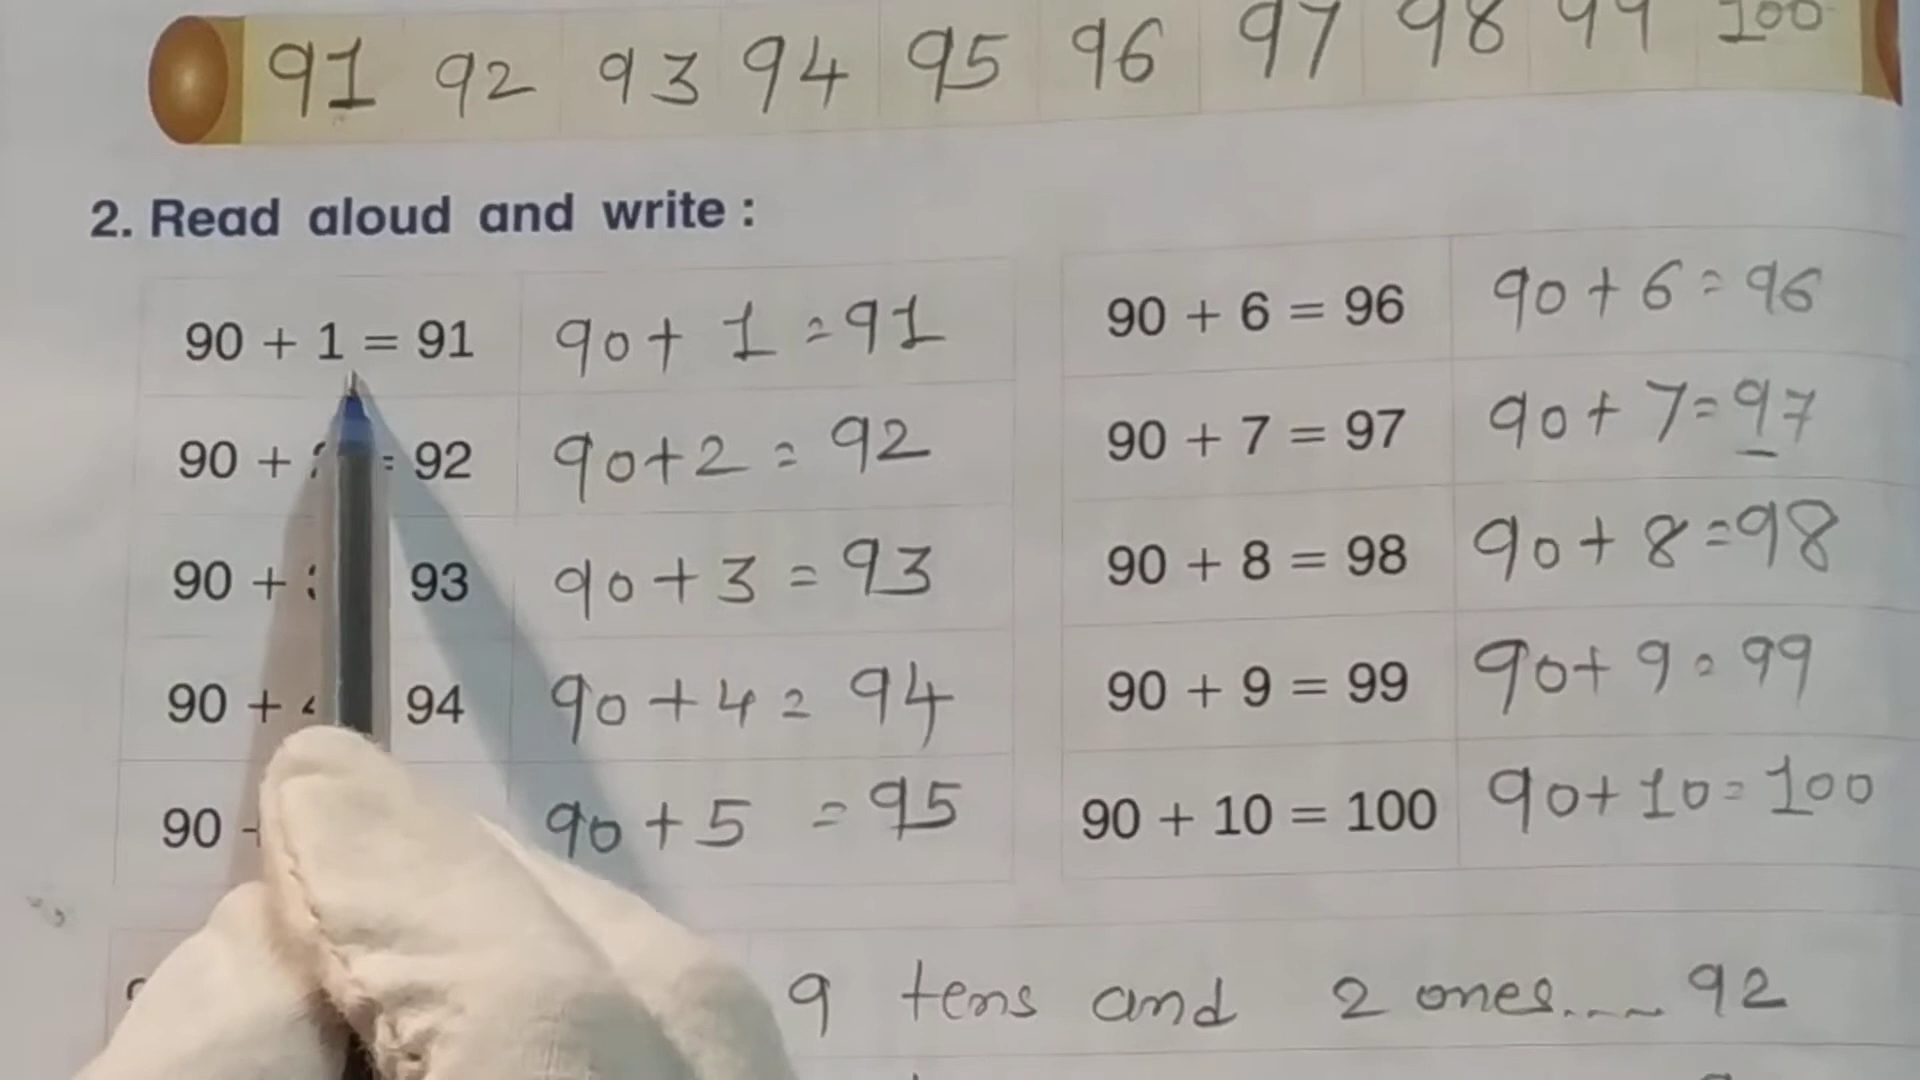 91 92 93 94 95 96 97 98 99 100
2. Read aloud and write :
90 + 1 = 91 90 + 1 = 91
90 + = 92 90+2 = 92
90 + 93 90 + 3 = 93
90 + 94 90 + 4 = 94
90 90 + 5 = 95
90 + 6 = 96 90 + 6 = 96
90 + 7 = 97 90 + 7 = 97
90 + 8 = 98 90 + 8 = 98
90 + 9 = 99 90 + 9 = 99
90 + 10 = 100 90 + 10 = 100
9 tens and 2 ones.... 92